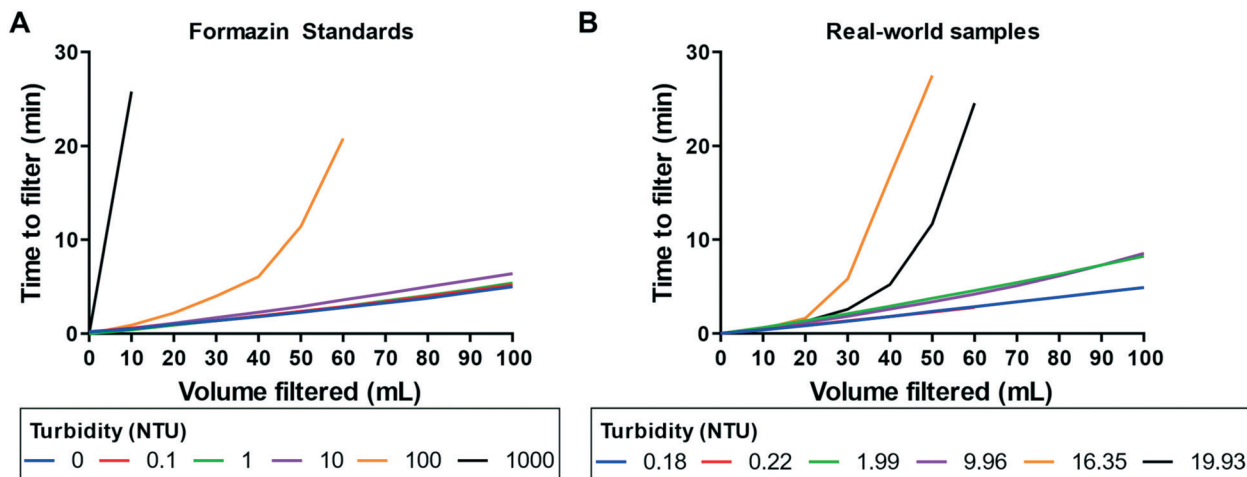 A
Formazin Standards
30
20
10
0
Time to filter (min)
0 10 20 30 40 50 60 70 80 90 100
Volume filtered (mL)
Turbidity (NTU)
0 0.1 1 10 100 1000
B
Real-world samples
30
20
10
0
Time to filter (min)
0 10 20 30 40 50 60 70 80 90 100
Volume filtered (mL)
Turbidity (NTU)
0.18 0.22 1.99 9.96 16.35 19.93